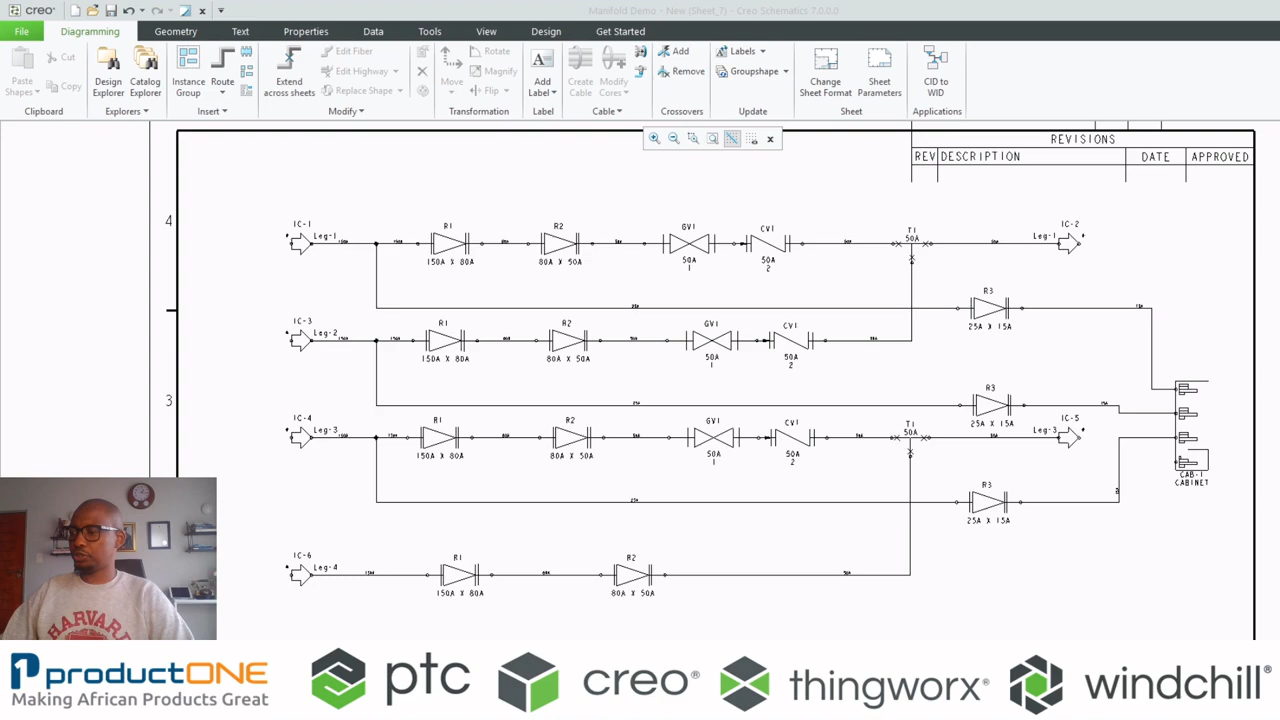 creo
Manifold Demo - New (Sheet_7) - Creo Schematics 7.0.0.0
File Diagramming Geometry Text Properties Data Tools View Design Get Started
Paste Shapes Cut Copy
Design Explorer Catalog Explorer
Instance Group Route
Extend across sheets Edit Fiber Edit Highway Replace Shape
Move Rotate Magnify Flip
Add Label
Create Cable Modify Cores
Add Remove
Labels Groupshape
Change Sheet Format Sheet Parameters
CID to WID
Clipboard Explorers Insert Modify Transformation Label Cable Crossovers Update Sheet Applications
REVISIONS
REV DESCRIPTION DATE APPROVED
4
IC-1 R1 R2 GV1 CV1 T1 IC-2
Leg-1 50A Leg-1
150A X 80A 80A X 50A 50A 50A
1 2
R3
25A X 15A
IC-3 R1 R2 GV1 CV1
Leg-2
150A X 80A 80A X 50A 50A 50A
1 2
R3
25A X 15A
3
IC-4 R1 R2 GV1 CV1 T1 IC-5
Leg-3 50A Leg-3
150A X 80A 80A X 50A 50A 50A
1 2
CAB-1
CABINET
R3
25A X 15A
IC-6 R1 R2
Leg-4
150A X 80A 80A X 50A
HARVARD
productONE
Making African Products Great
ptc
creo®
thingworx®
windchill®